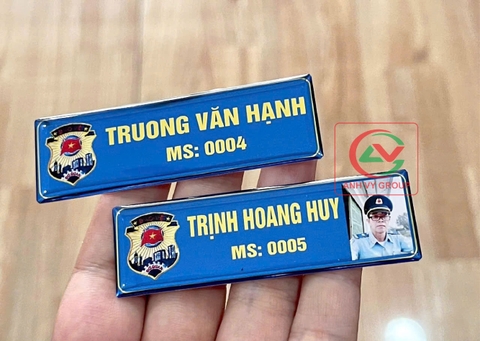 TRUONG VĂN HẠNH
MS: 0004
ANH VY GROUP
TRỊNH HOANG HUY
MS: 0005